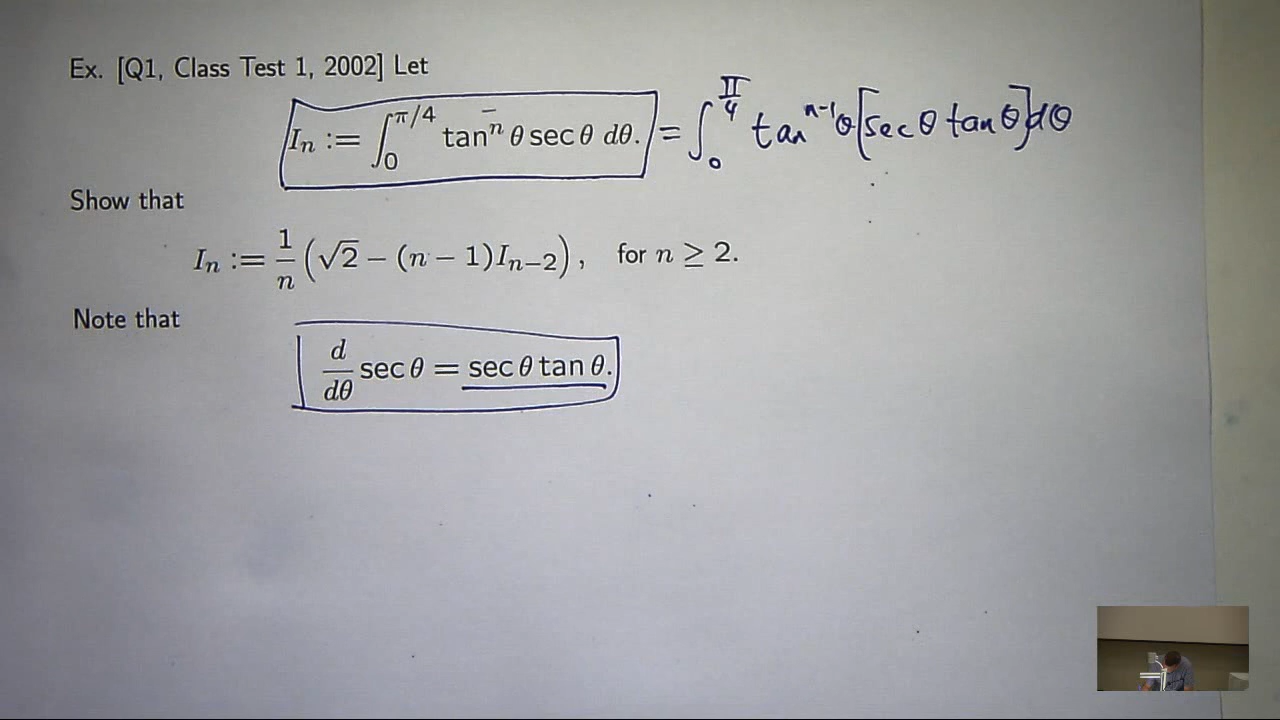 Ex. [Q1, Class Test 1, 2002] Let
I_n := ∫_0^{π/4} tan^n θ sec θ dθ. = ∫_0^{π/4} tan^{n-1} θ [sec θ tan θ] dθ
Show that
I_n := 1/n (√2 − (n − 1)I_{n−2}), for n ≥ 2.
Note that
d/dθ sec θ = sec θ tan θ.